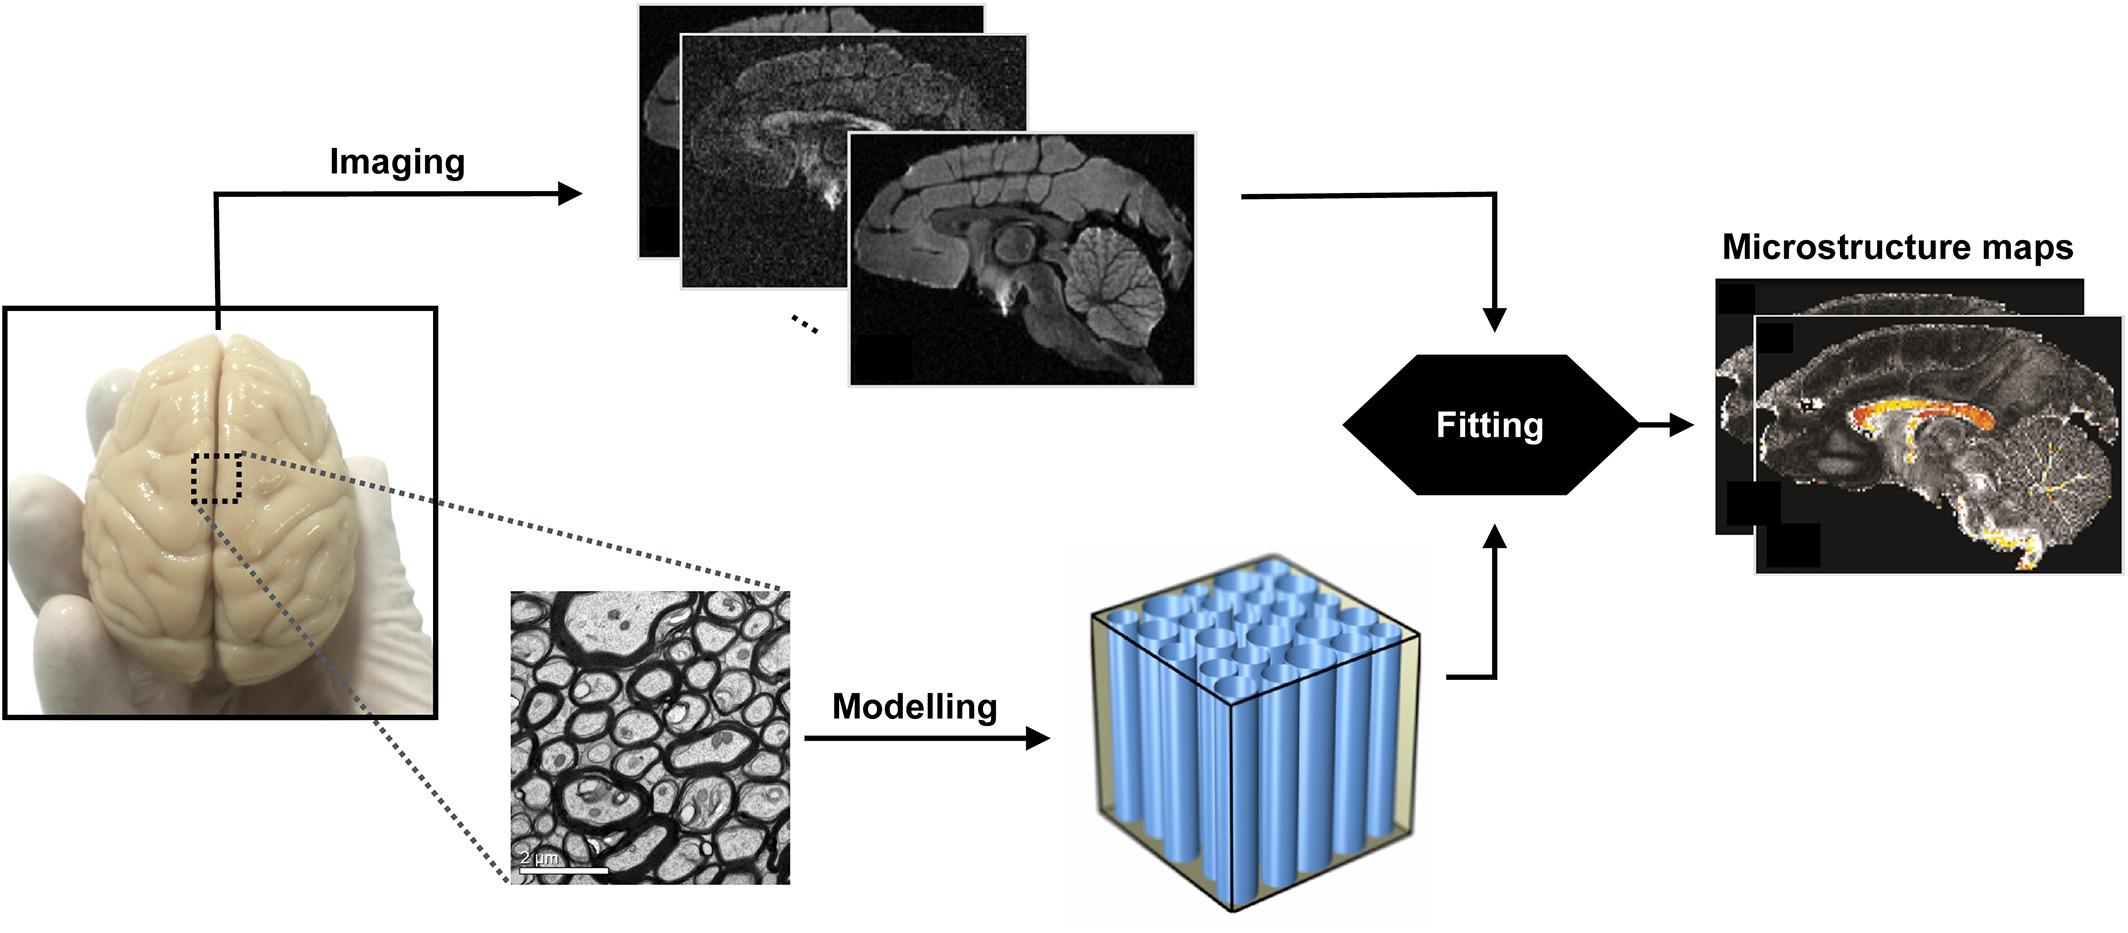 Imaging
Microstructure maps
Fitting
Modelling
2 µm